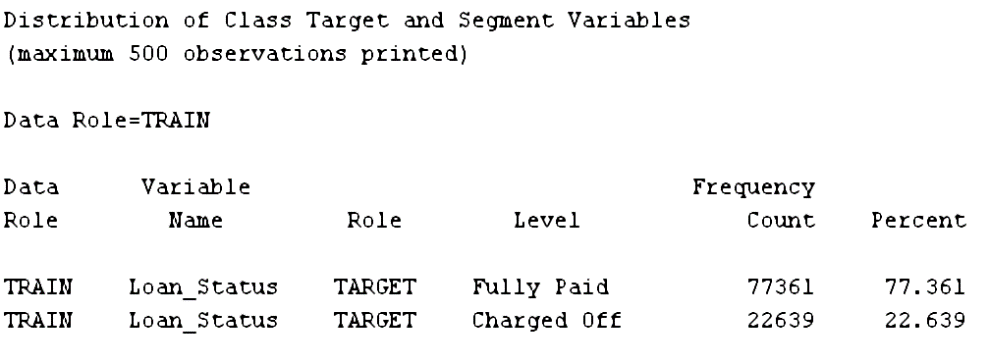 Distribution of Class Target and Segment Variables
(maximum 500 observations printed)
Data Role=TRAIN
Data Variable Frequency
Role Name Role Level Count Percent
TRAIN Loan_Status TARGET Fully Paid 77361 77.361
TRAIN Loan_Status TARGET Charged Off 22639 22.639